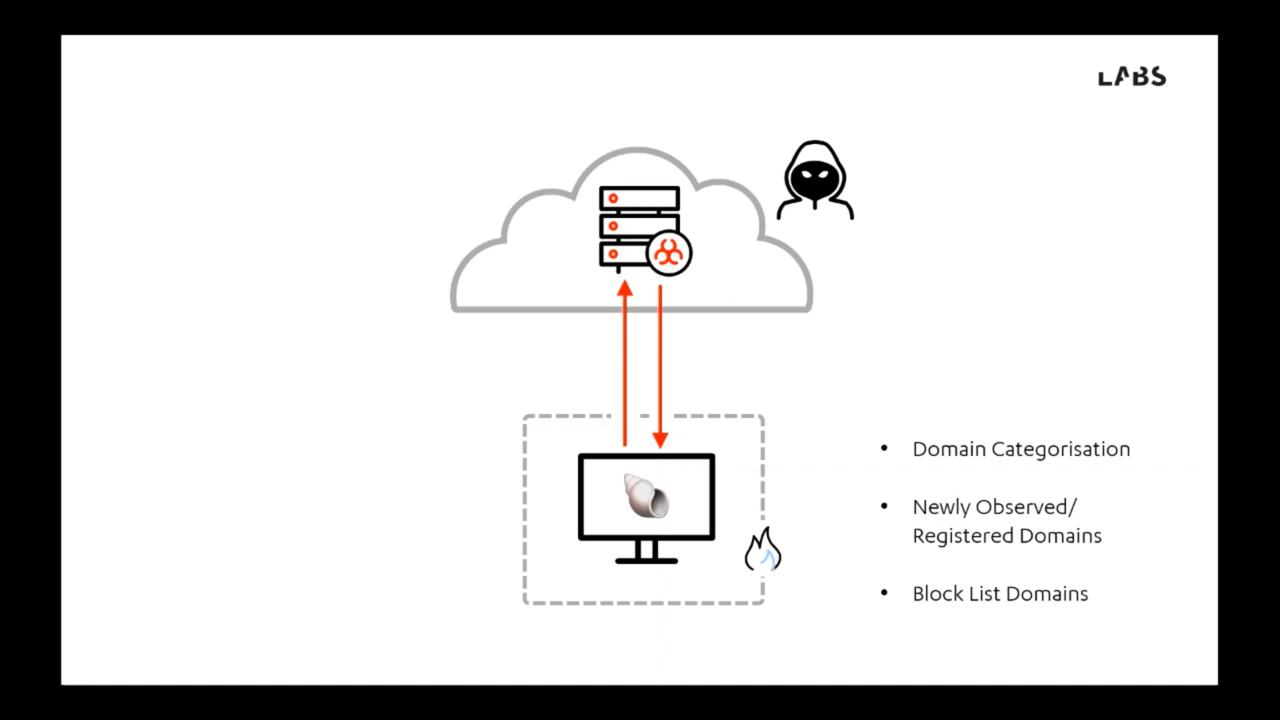 LABS
Domain Categorisation
Newly Observed/
Registered Domains
Block List Domains